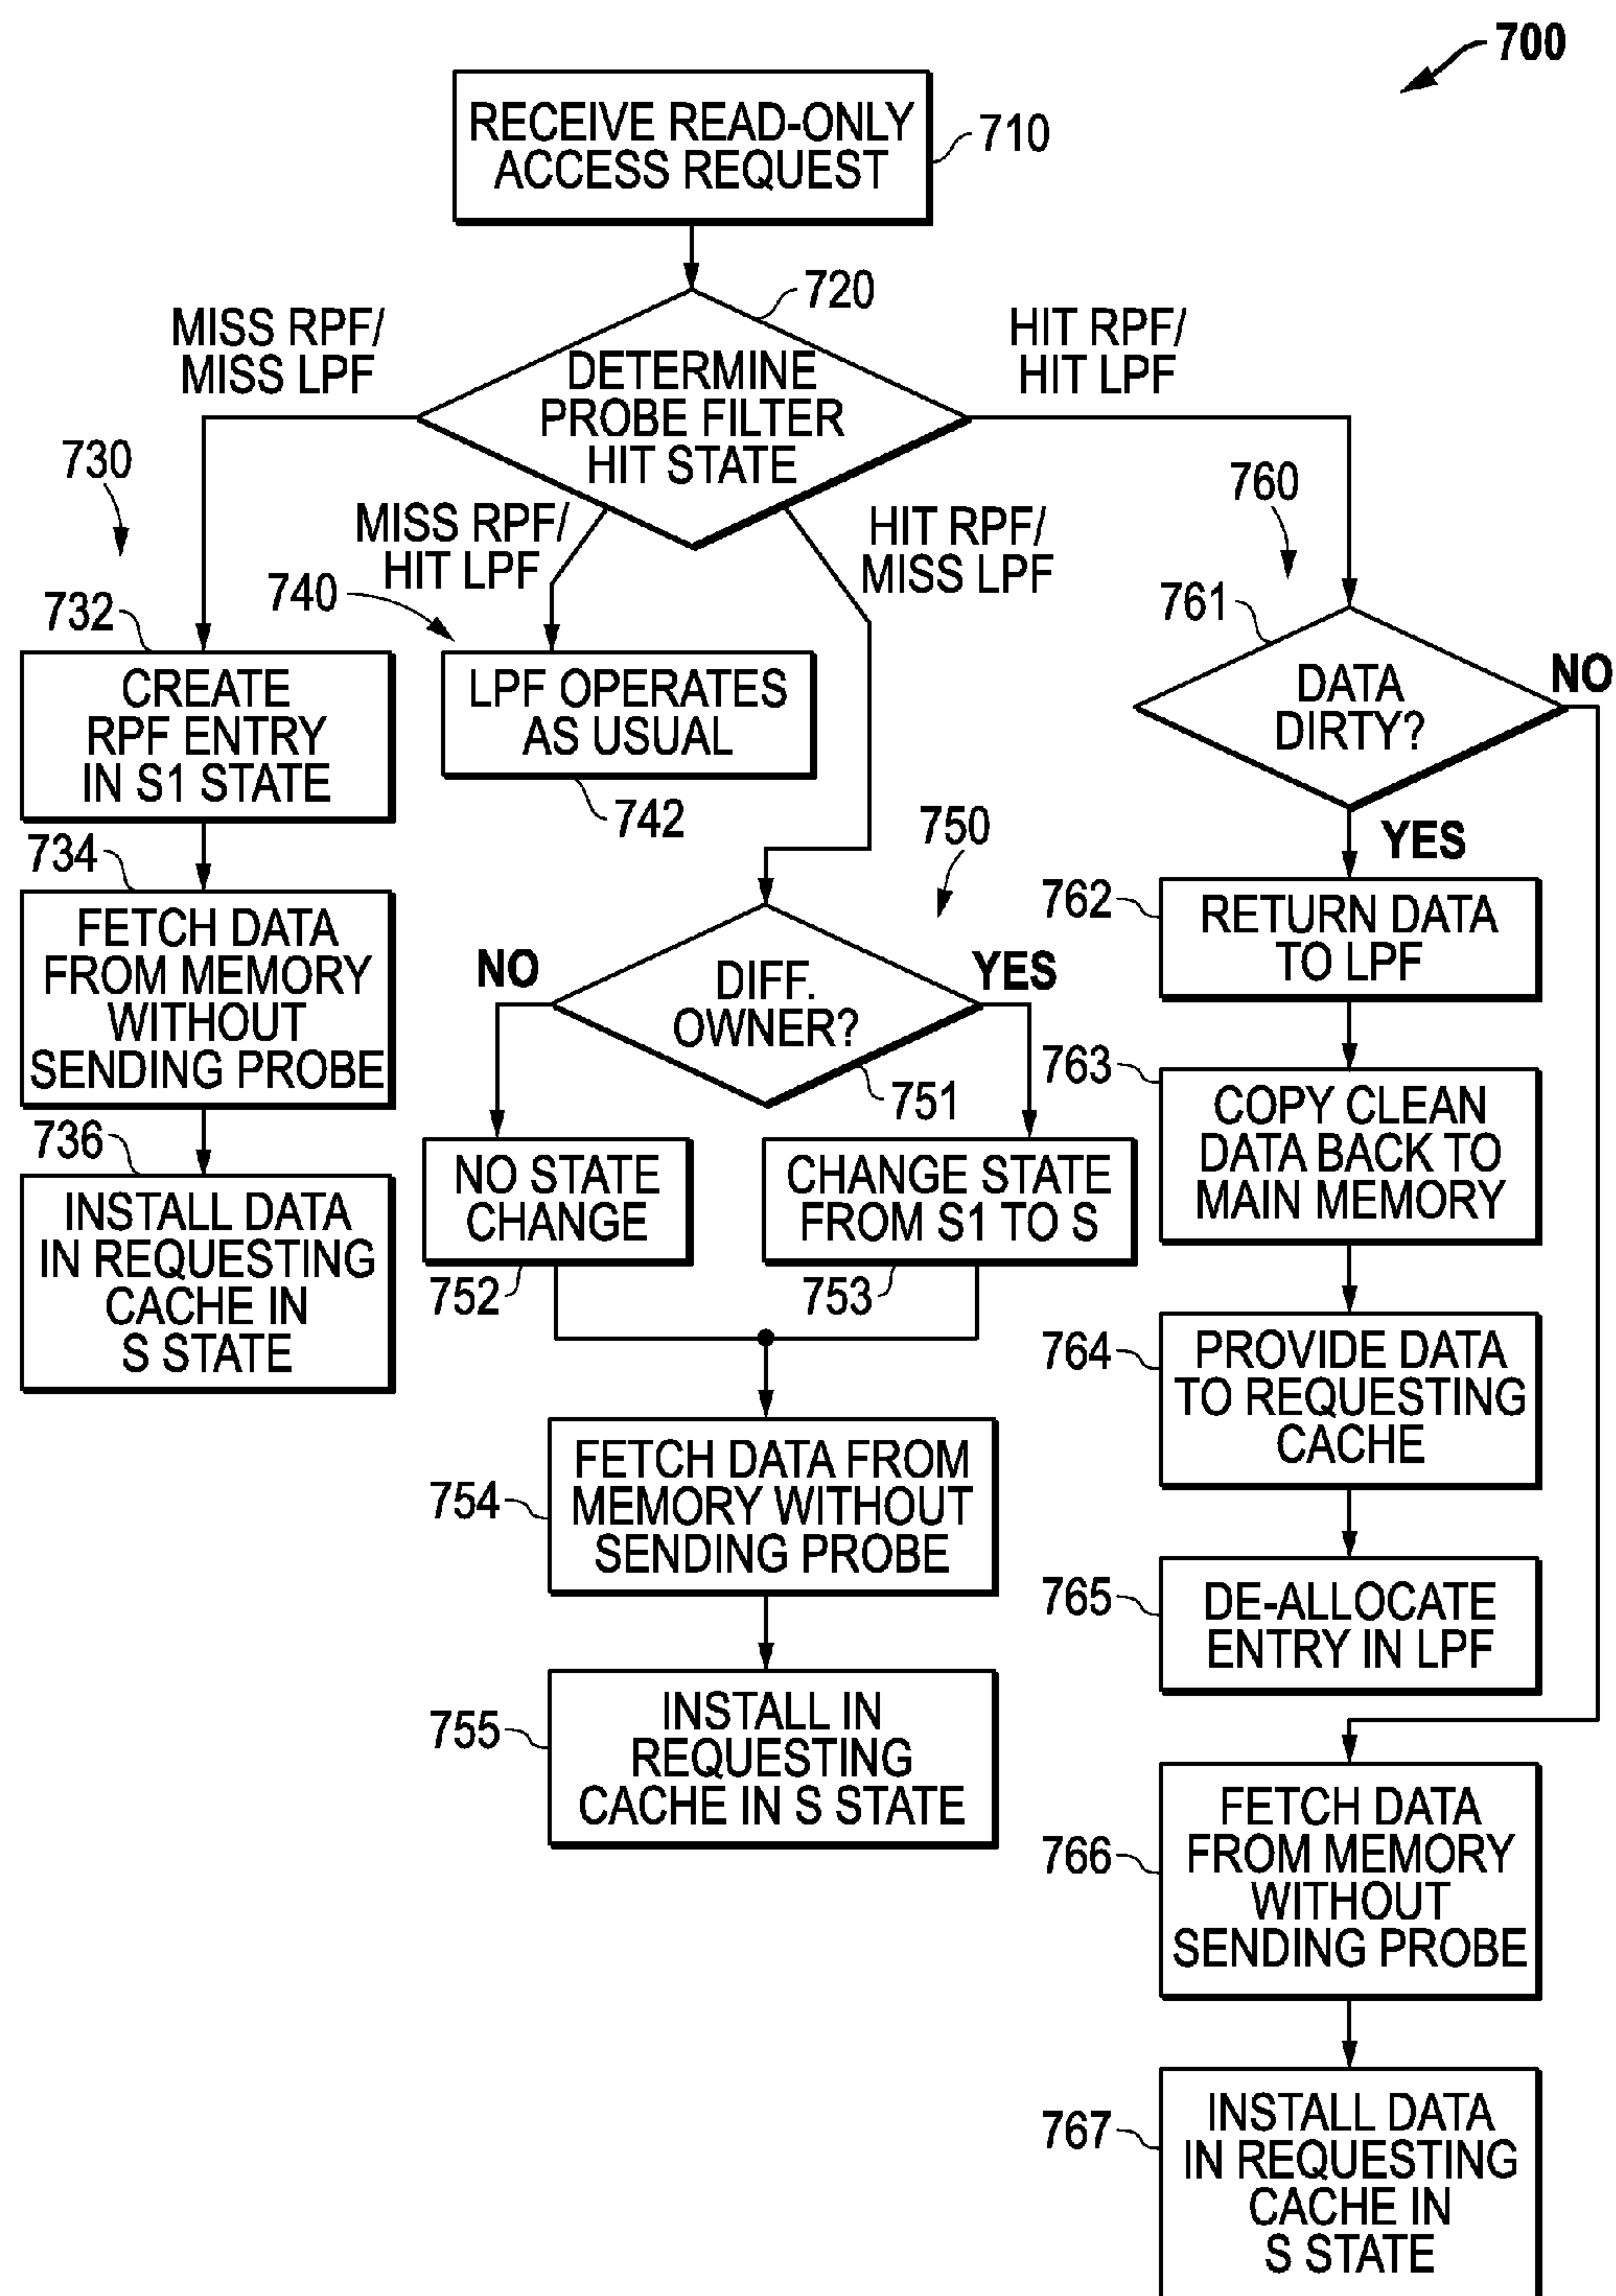 700
RECEIVE READ-ONLY
ACCESS REQUEST
710
720
MISS RPF/
MISS LPF
DETERMINE
PROBE FILTER
HIT STATE
HIT RPF/
HIT LPF
730
MISS RPF/
HIT LPF
HIT RPF/
MISS LPF
760
732
CREATE
RPF ENTRY
IN S1 STATE
740
LPF OPERATES
AS USUAL
742
761
DATA
DIRTY?
NO
YES
734
FETCH DATA
FROM MEMORY
WITHOUT
SENDING PROBE
736
INSTALL DATA
IN REQUESTING
CACHE IN
S STATE
750
NO
DIFF.
OWNER?
YES
751
NO STATE
CHANGE
752
CHANGE STATE
FROM S1 TO S
753
754
FETCH DATA FROM
MEMORY WITHOUT
SENDING PROBE
755
INSTALL IN
REQUESTING
CACHE IN S STATE
762
RETURN DATA
TO LPF
763
COPY CLEAN
DATA BACK TO
MAIN MEMORY
764
PROVIDE DATA
TO REQUESTING
CACHE
765
DE-ALLOCATE
ENTRY IN LPF
766
FETCH DATA
FROM MEMORY
WITHOUT
SENDING PROBE
767
INSTALL DATA
IN REQUESTING
CACHE IN
S STATE